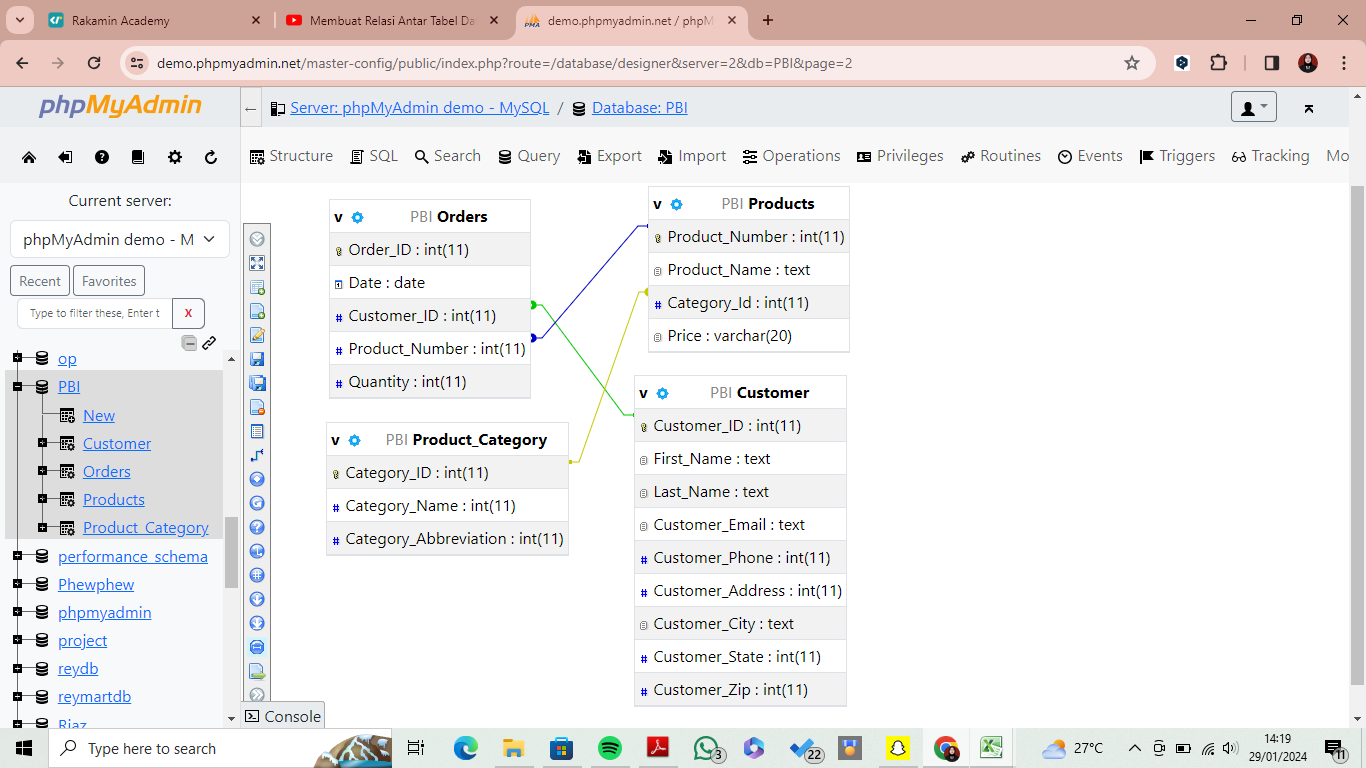 Rakamin Academy
Membuat Relasi Antar Tabel Da
demo.phpmyadmin.net / phpM
demo.phpmyadmin.net/master-config/public/index.php?route=/database/designer&server=2&db=PBI&page=2
phpMyAdmin
Server: phpMyAdmin demo - MySQL / Database: PBI
Structure SQL Search Query Export Import Operations Privileges Routines Events Triggers Tracking Mo
Current server:
phpMyAdmin demo - M
Recent Favorites
Type to filter these, Enter t X
op
PBI
New
Customer
Orders
Products
Product_Category
performance_schema
Phewphew
phpmyadmin
project
reydb
reymartdb
Riaz
v PBI Orders
Order_ID : int(11)
Date : date
# Customer_ID : int(11)
# Product_Number : int(11)
# Quantity : int(11)
v PBI Products
Product_Number : int(11)
Product_Name : text
# Category_Id : int(11)
Price : varchar(20)
v PBI Product_Category
Category_ID : int(11)
# Category_Name : int(11)
# Category_Abbreviation : int(11)
v PBI Customer
Customer_ID : int(11)
First_Name : text
Last_Name : text
Customer_Email : text
# Customer_Phone : int(11)
# Customer_Address : int(11)
Customer_City : text
# Customer_State : int(11)
# Customer_Zip : int(11)
Console
Type here to search
3
22
27°C
14:19
29/01/2024
11